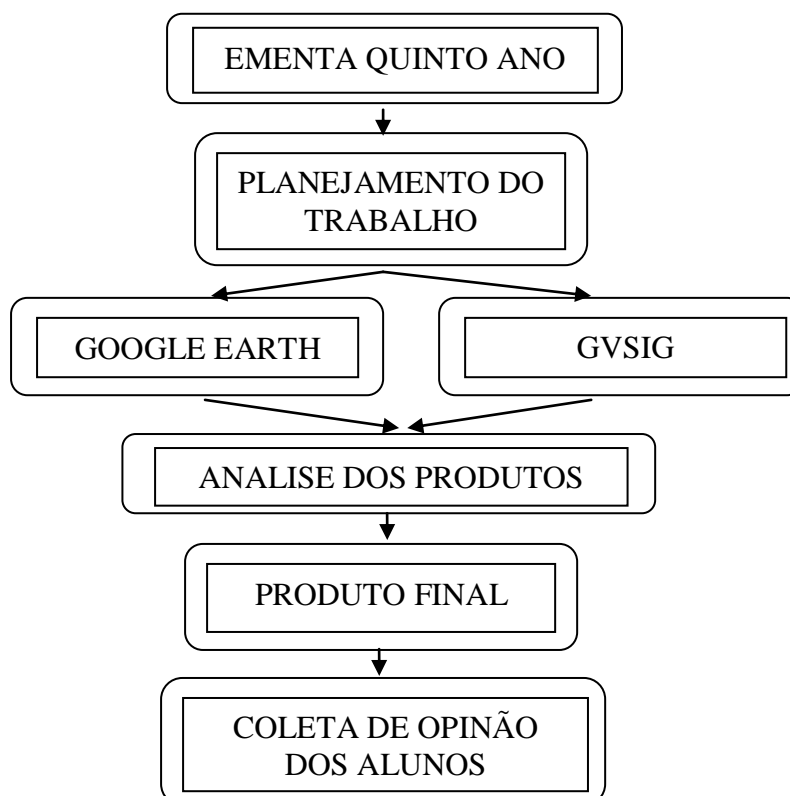 EMENTA QUINTO ANO
PLANEJAMENTO DO
TRABALHO
GOOGLE EARTH
GVSIG
ANALISE DOS PRODUTOS
PRODUTO FINAL
COLETA DE OPINÃO
DOS ALUNOS